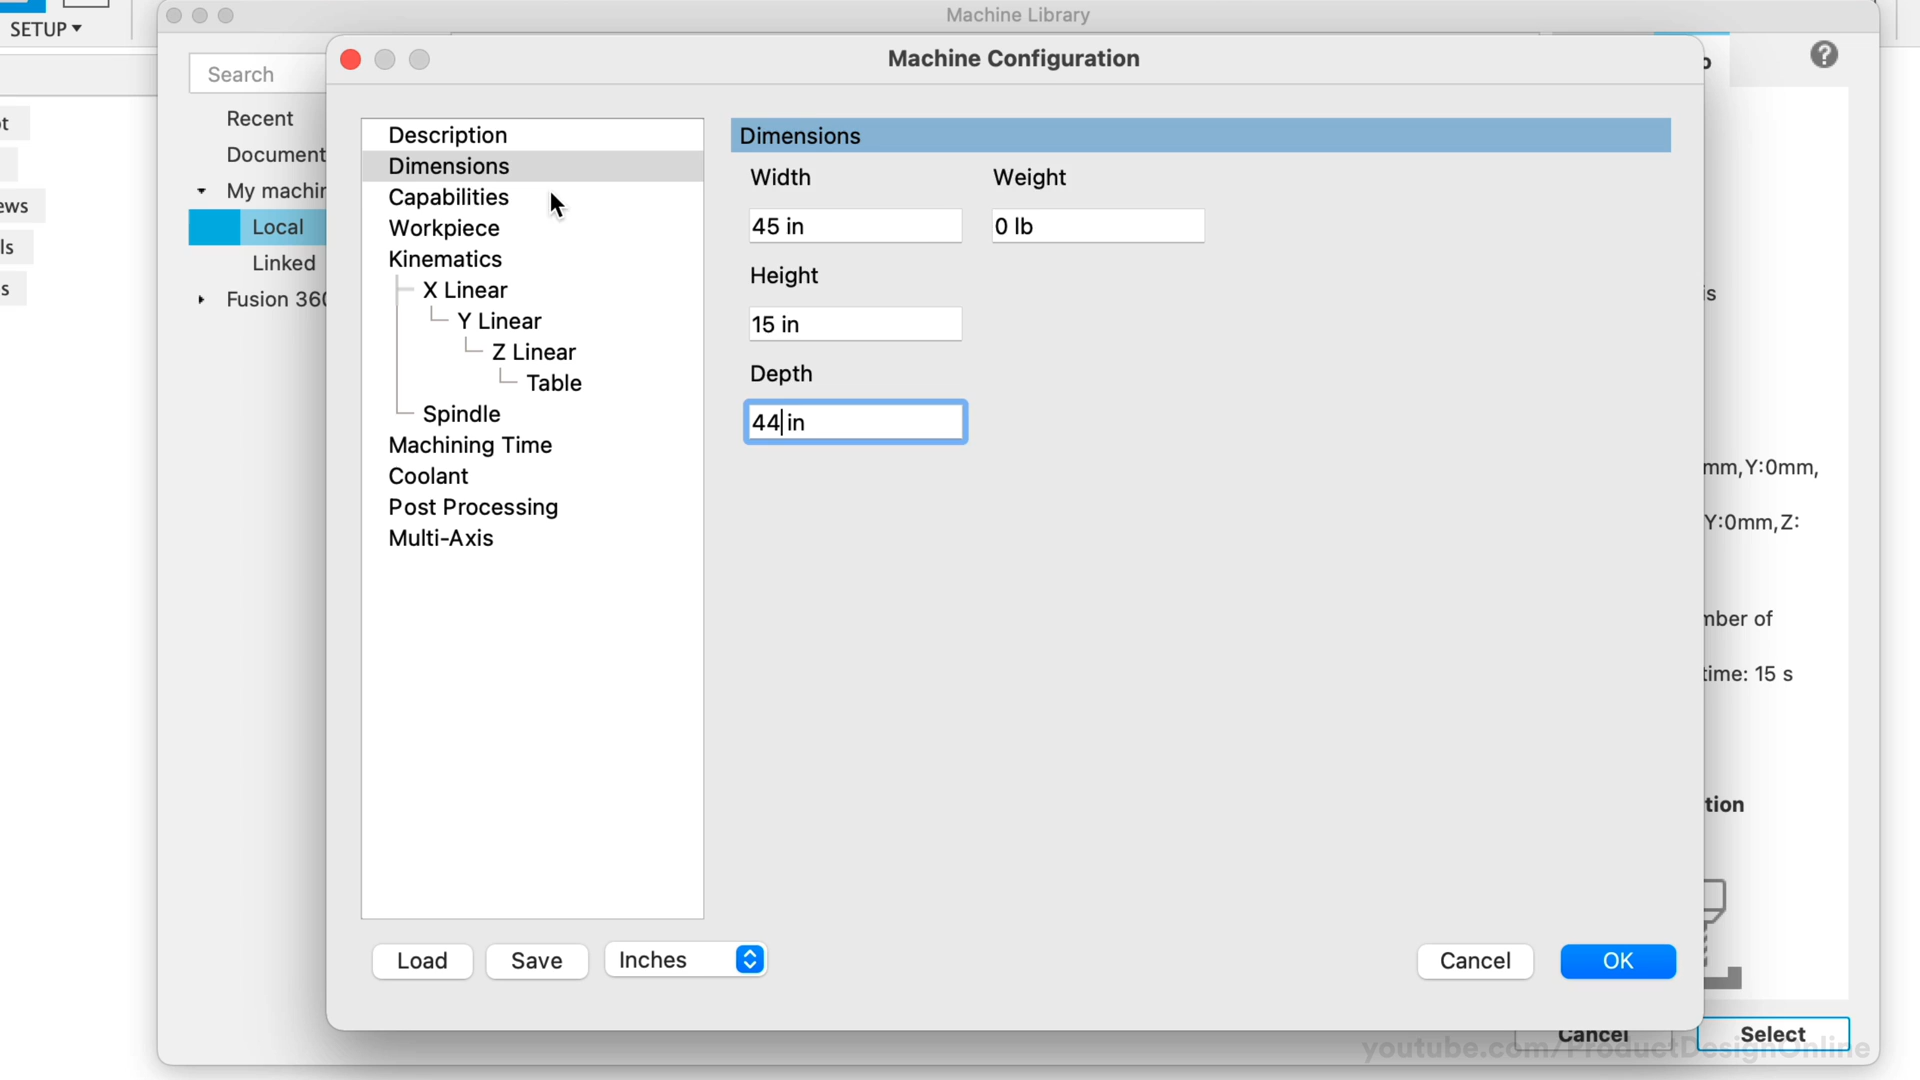 Machine Library
SETUP
Machine Configuration
Search
Recent
Document
My machin
Local
Linked
Fusion 360
ot
ews
ls
s
Description
Dimensions
Capabilities
Workpiece
Kinematics
X Linear
Y Linear
Z Linear
Table
Spindle
Machining Time
Coolant
Post Processing
Multi-Axis
Dimensions
Width
Weight
45 in
0 lb
Height
15 in
Depth
44 in
is
mm,Y:0mm,
Y:0mm,Z:
mber of
time: 15 s
tion
Load
Save
Inches
Cancel
OK
Cancel
Select
youtube.com/ProductDesignOnline